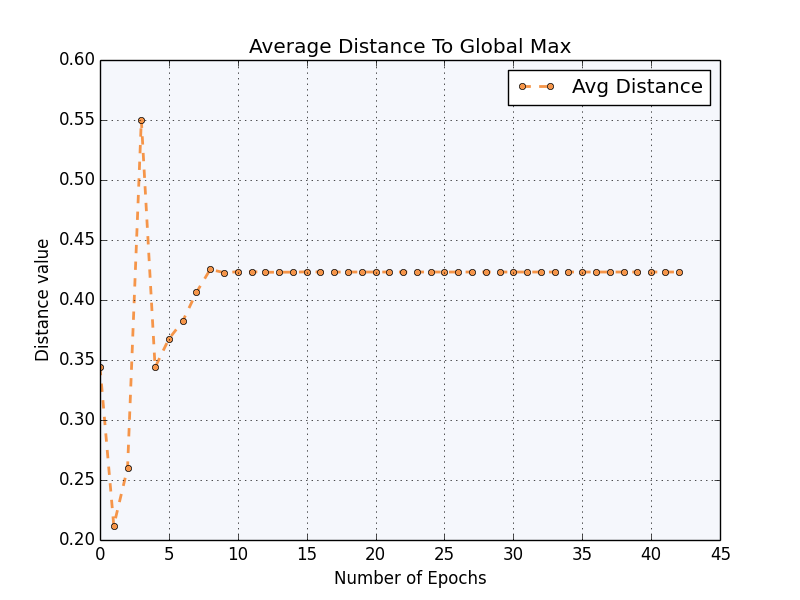 Average Distance To Global Max
Avg Distance
0.60
0.55
0.50
0.45
0.40
0.35
0.30
0.25
0.20
Distance value
0 5 10 15 20 25 30 35 40 45
Number of Epochs